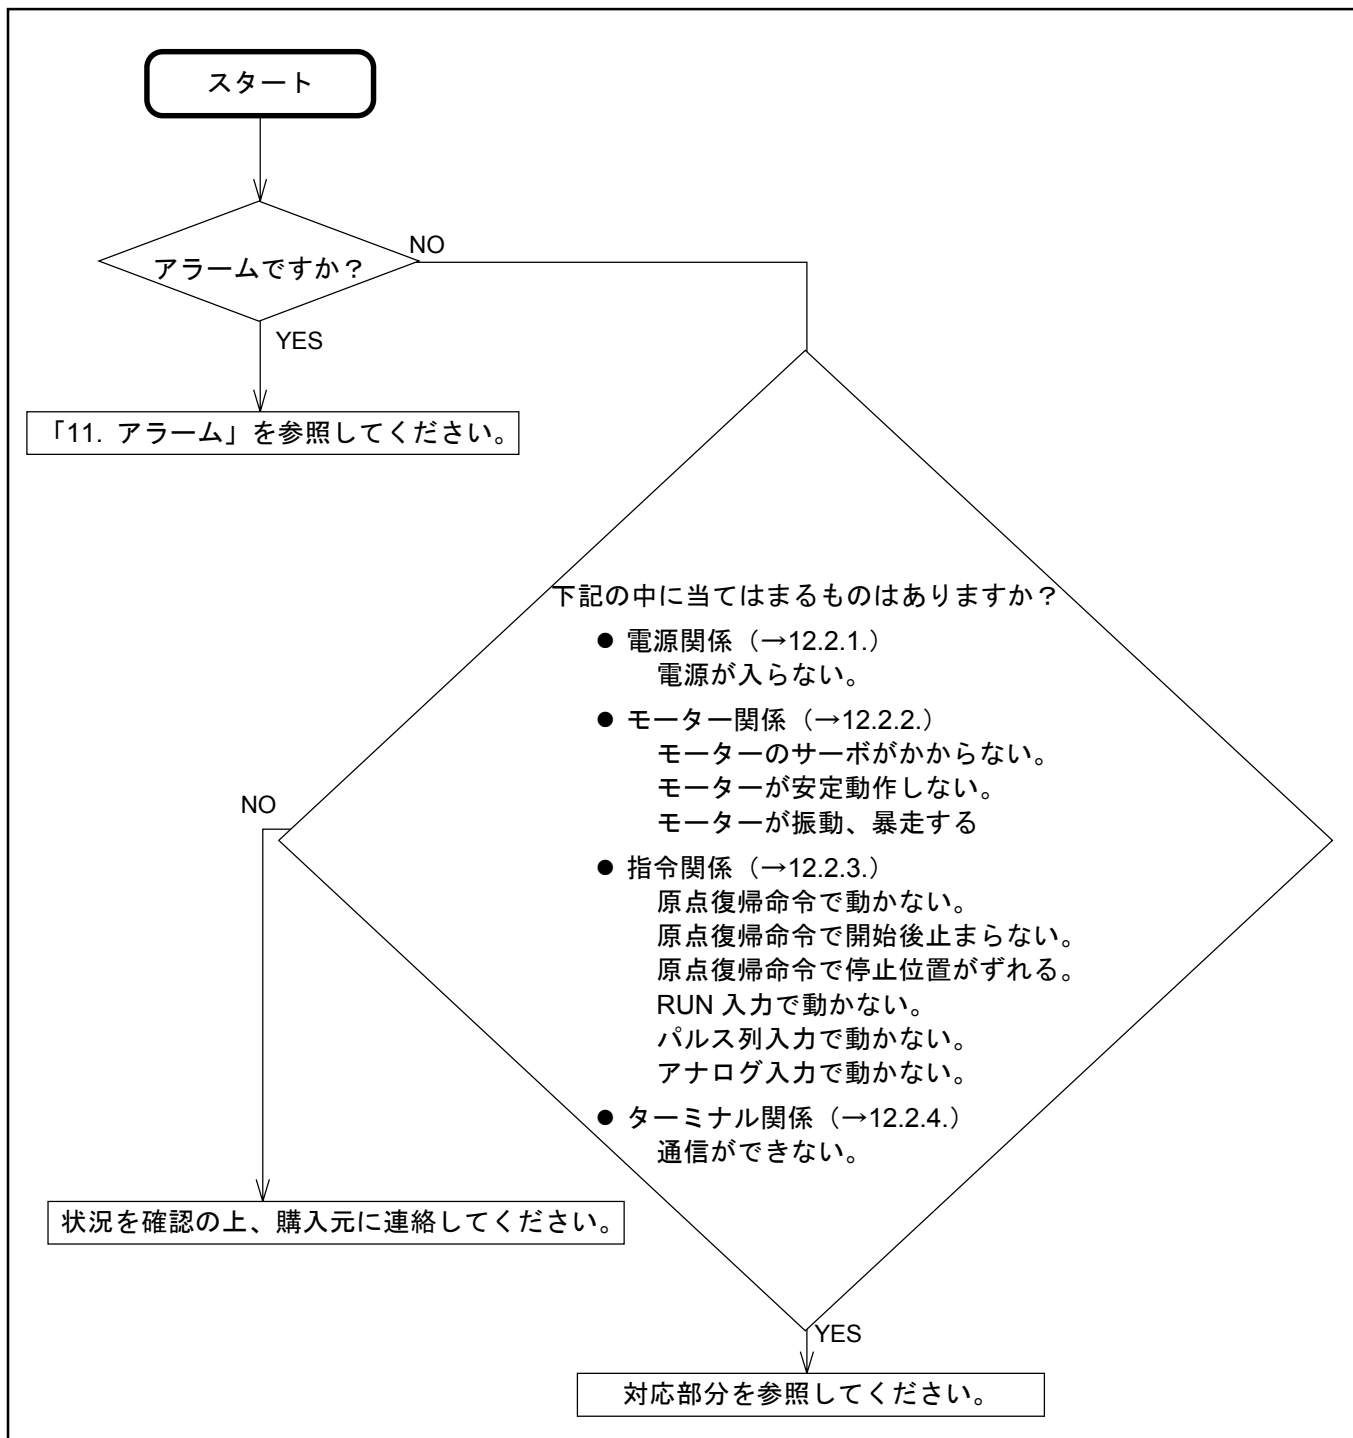 スタート
アラームですか？
NO
YES
「11. アラーム」を参照してください。
下記の中に当てはまるものはありますか？
● 電源関係（→12.2.1.）
電源が入らない。
● モーター関係（→12.2.2.）
モーターのサーボがかからない。
モーターが安定動作しない。
モーターが振動、暴走する
● 指令関係（→12.2.3.）
原点復帰命令で動かない。
原点復帰命令で開始後止まらない。
原点復帰命令で停止位置がずれる。
RUN 入力で動かない。
パルス列入力で動かない。
アナログ入力で動かない。
● ターミナル関係（→12.2.4.）
通信ができない。
NO
状況を確認の上、購入元に連絡してください。
YES
対応部分を参照してください。